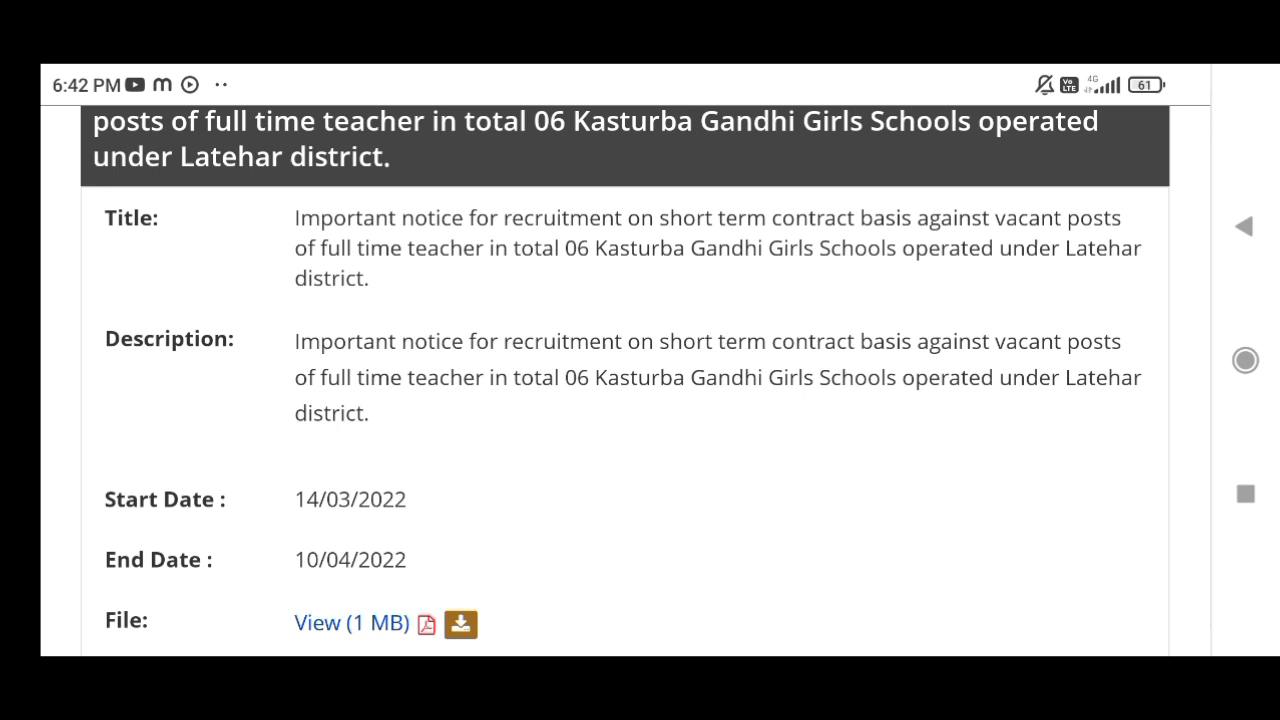 6:42 PM
Vo LTE 4G 61
posts of full time teacher in total 06 Kasturba Gandhi Girls Schools operated
under Latehar district.
Title: Important notice for recruitment on short term contract basis against vacant posts
of full time teacher in total 06 Kasturba Gandhi Girls Schools operated under Latehar
district.
Description: Important notice for recruitment on short term contract basis against vacant posts
of full time teacher in total 06 Kasturba Gandhi Girls Schools operated under Latehar
district.
Start Date : 14/03/2022
End Date : 10/04/2022
File: View (1 MB)